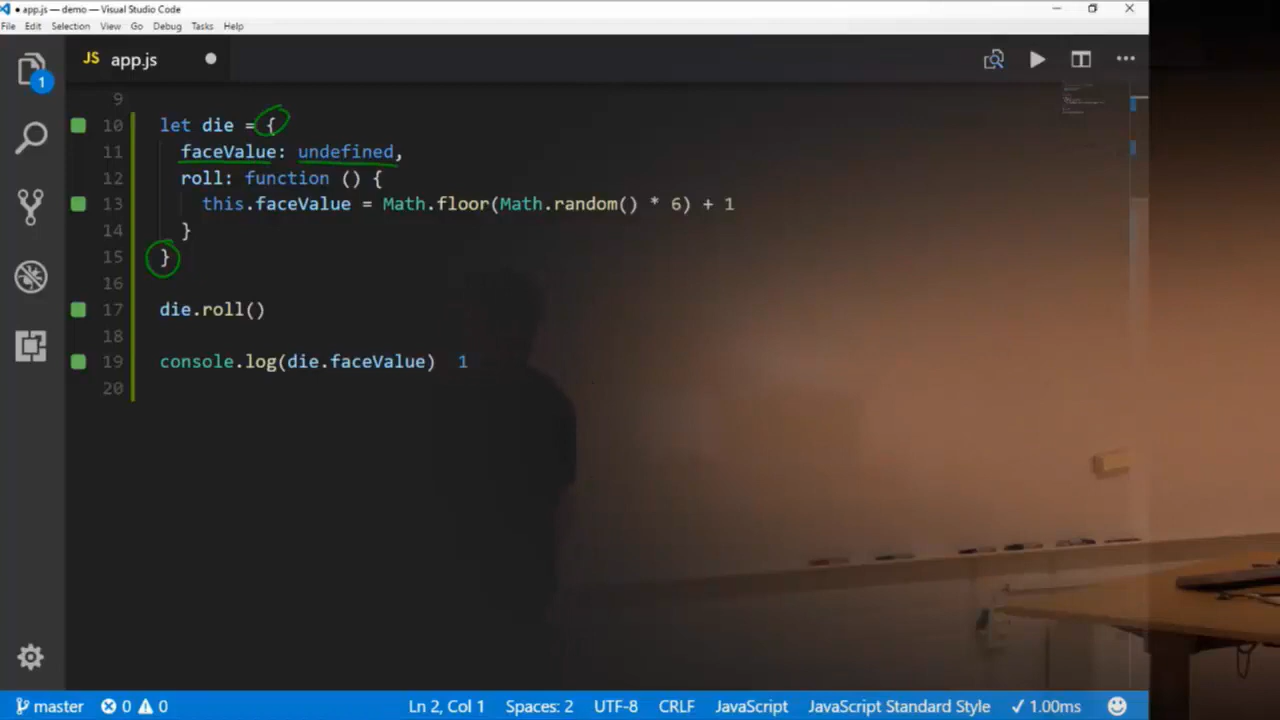 ● app.js — demo — Visual Studio Code
File Edit Selection View Go Debug Tasks Help
JS app.js
1
9
10 let die = {
11 faceValue: undefined,
12 roll: function () {
13 this.faceValue = Math.floor(Math.random() * 6) + 1
14 }
15 }
16
17 die.roll()
18
19 console.log(die.faceValue) 1
20
master 0 0 Ln 2, Col 1 Spaces: 2 UTF-8 CRLF JavaScript JavaScript Standard Style ✓ 1.00ms